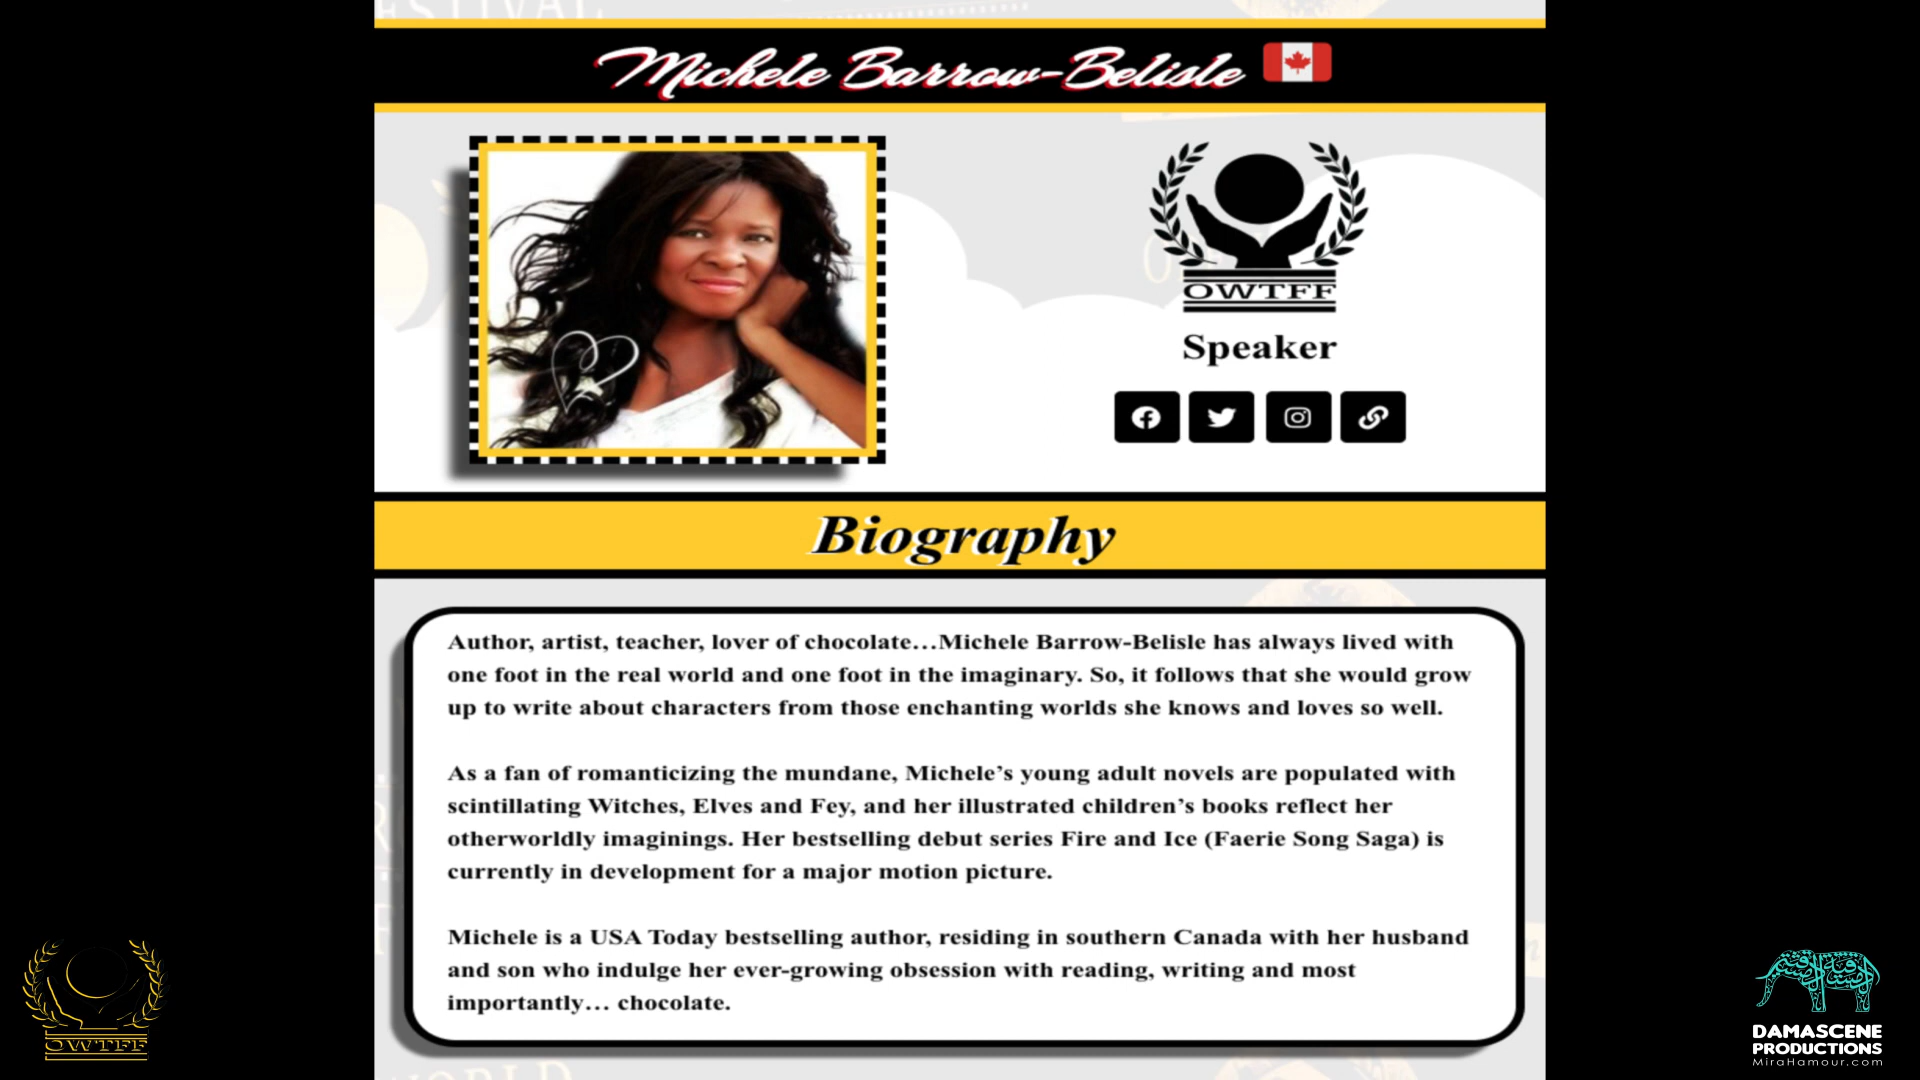 ESTIVAL
Michele Barrow-Belisle
OWTFF
Speaker
Biography
Author, artist, teacher, lover of chocolate…Michele Barrow-Belisle has always lived with
one foot in the real world and one foot in the imaginary. So, it follows that she would grow
up to write about characters from those enchanting worlds she knows and loves so well.
As a fan of romanticizing the mundane, Michele’s young adult novels are populated with
scintillating Witches, Elves and Fey, and her illustrated children’s books reflect her
otherworldly imaginings. Her bestselling debut series Fire and Ice (Faerie Song Saga) is
currently in development for a major motion picture.
Michele is a USA Today bestselling author, residing in southern Canada with her husband
and son who indulge her ever-growing obsession with reading, writing and most
importantly… chocolate.
OWTFF
DAMASCENE
PRODUCTIONS
MiraHamour.com
WORLD